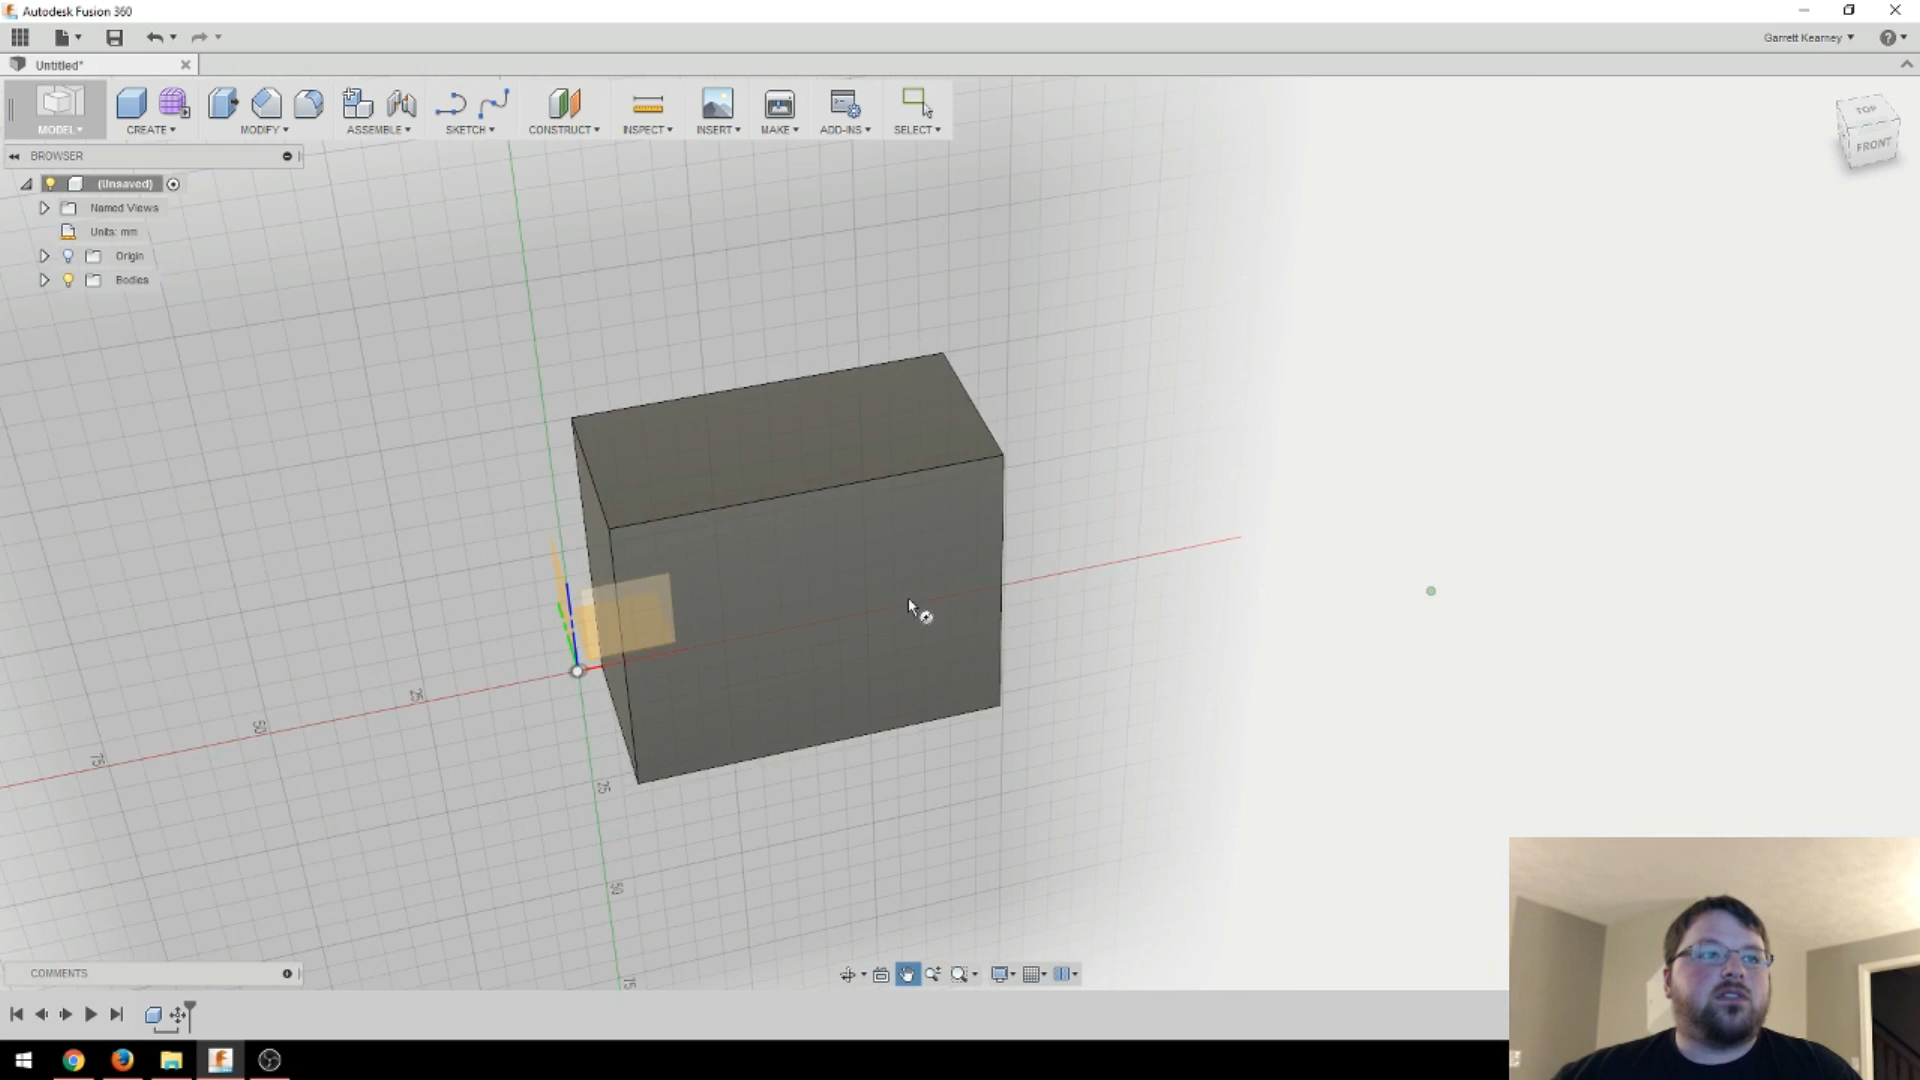 Autodesk Fusion 360
Garrett Kearney
Untitled*
MODEL
CREATE
MODIFY
ASSEMBLE
SKETCH
CONSTRUCT
INSPECT
INSERT
MAKE
ADD-INS
SELECT
TOP
FRONT
BROWSER
(Unsaved)
Named Views
Units: mm
Origin
Bodies
25
50
75
25
50
75
COMMENTS